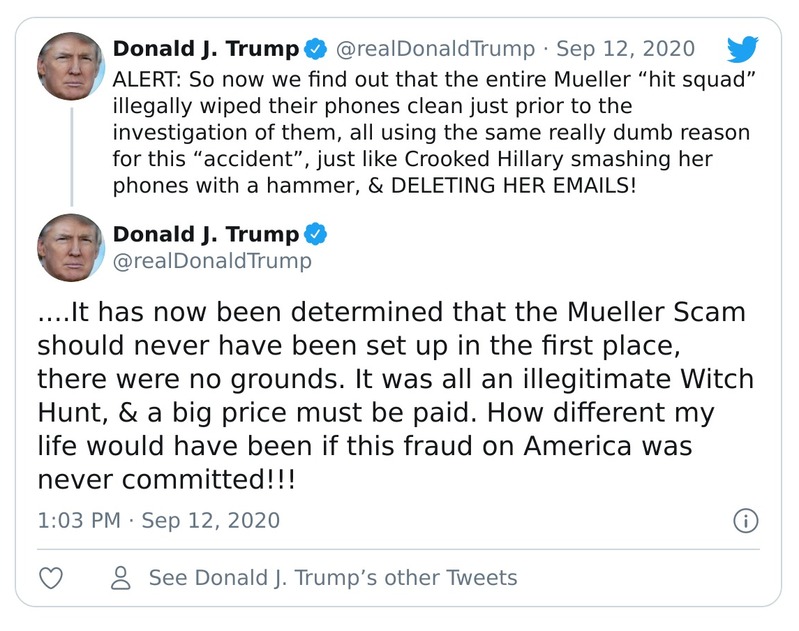 Donald J. Trump @realDonaldTrump · Sep 12, 2020
ALERT: So now we find out that the entire Mueller “hit squad”
illegally wiped their phones clean just prior to the
investigation of them, all using the same really dumb reason
for this “accident”, just like Crooked Hillary smashing her
phones with a hammer, & DELETING HER EMAILS!
Donald J. Trump
@realDonaldTrump
....It has now been determined that the Mueller Scam
should never have been set up in the first place,
there were no grounds. It was all an illegitimate Witch
Hunt, & a big price must be paid. How different my
life would have been if this fraud on America was
never committed!!!
1:03 PM · Sep 12, 2020
See Donald J. Trump’s other Tweets